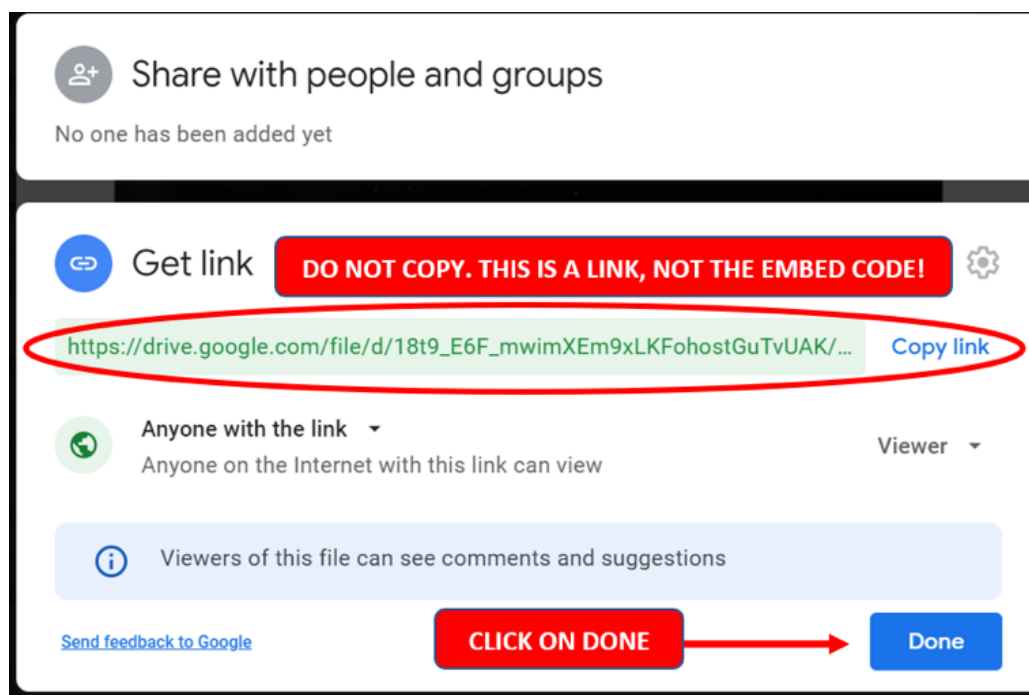 Share with people and groups
No one has been added yet
Get link
DO NOT COPY. THIS IS A LINK, NOT THE EMBED CODE!
https://drive.google.com/file/d/18t9_E6F_mwimXEm9xLKFohostGuTvUAK/...
Copy link
Anyone with the link
Anyone on the Internet with this link can view
Viewer
Viewers of this file can see comments and suggestions
Send feedback to Google
CLICK ON DONE
Done